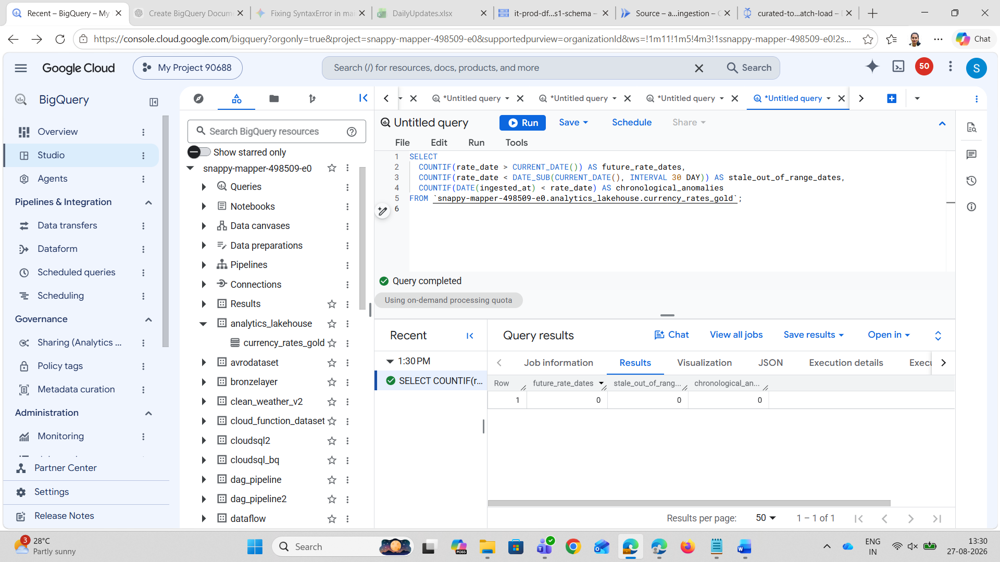 Recent – BigQuery – My
Create BigQuery Docum
Fixing SyntaxError in mai
DailyUpdates.xlsx
it-prod-df...s1-schema –
Source – a...ingestion – C
curated-to...atch-load –
https://console.cloud.google.com/bigquery?orgonly=true&project=snappy-mapper-498509-e0&supportedpurview=organizationId&ws=!1m11!1m5!4m3!1ssnappy-mapper-498509-e0!2s...
Chat
Google Cloud
My Project 90688
Search (/) for resources, docs, products, and more
Search
50
S
BigQuery
Overview
Studio
Agents
Pipelines & Integration
Data transfers
Dataform
Scheduled queries
Scheduling
Governance
Sharing (Analytics ...
Policy tags
Metadata curation
Administration
Monitoring
Partner Center
Settings
Release Notes
Search BigQuery resources
Show starred only
snappy-mapper-498509-e0
Queries
Notebooks
Data canvases
Data preparations
Pipelines
Connections
Results
analytics_lakehouse
currency_rates_gold
avrodataset
bronzelayer
clean_weather_v2
cloud_function_dataset
cloudsql2
cloudsql_bq
dag_pipeline
dag_pipeline2
dataflow
*Untitled query
*Untitled query
*Untitled query
*Untitled query
Untitled query
Run
Save
Schedule
Share
File
Edit
Run
Tools
1 SELECT
2 COUNTIF(rate_date > CURRENT_DATE()) AS future_rate_dates,
3 COUNTIF(rate_date < DATE_SUB(CURRENT_DATE(), INTERVAL 30 DAY)) AS stale_out_of_range_dates,
4 COUNTIF(DATE(ingested_at) < rate_date) AS chronological_anomalies
5 FROM `snappy-mapper-498509-e0.analytics_lakehouse.currency_rates_gold`;
6
Query completed
Using on-demand processing quota
Recent
1:30 PM
SELECT COUNTIF(r...
Query results
Chat
View all jobs
Save results
Open in
Job information
Results
Visualization
JSON
Execution details
Execu
Row
future_rate_dates
stale_out_of_rang...
chronological_an...
1
0
0
0
Results per page:
50
1 – 1 of 1
3
28°C
Partly sunny
Search
M365
ENG
IN
13:30
27-08-2026